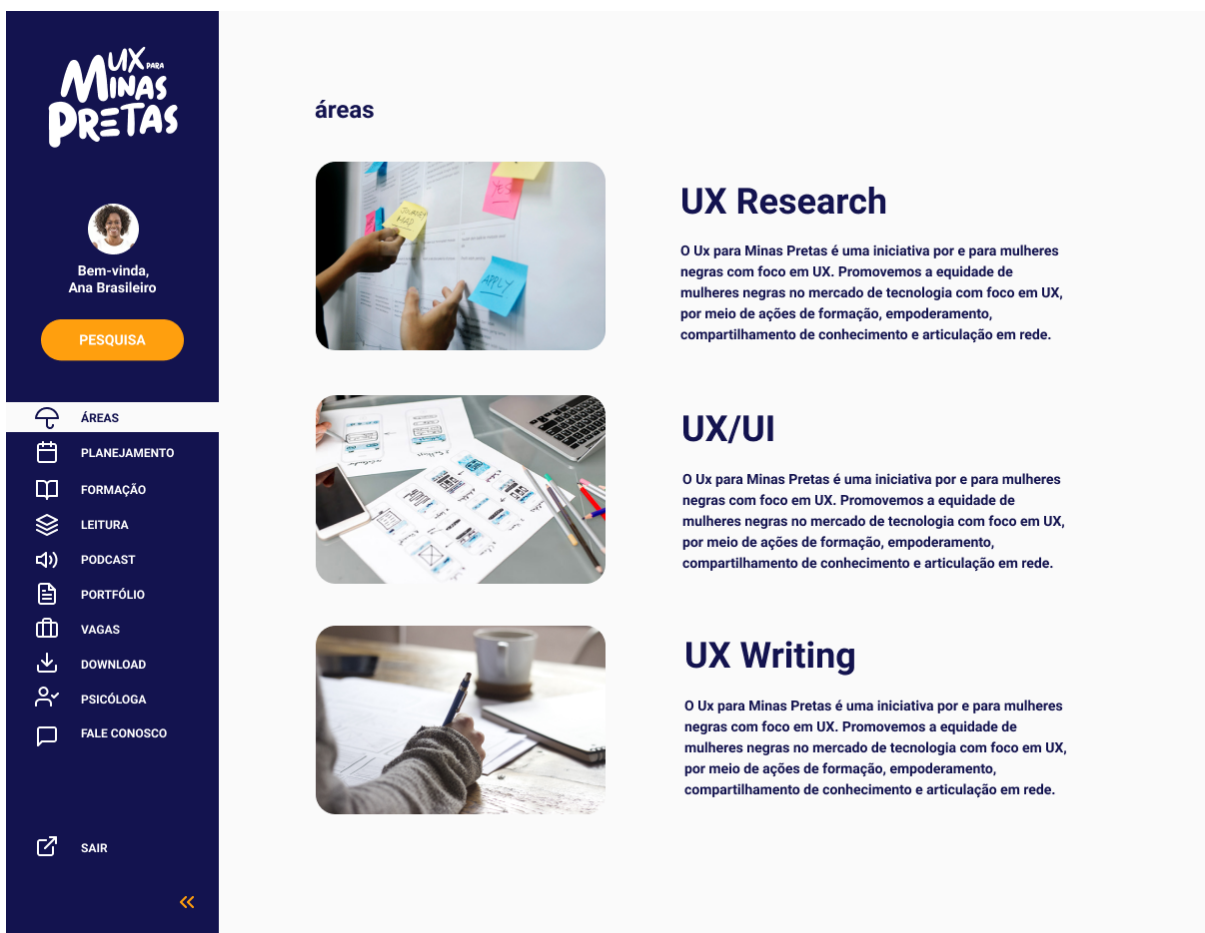 UX PARA
MINAS
PRETAS
Bem-vinda,
Ana Brasileiro
PESQUISA
ÁREAS
PLANEJAMENTO
FORMAÇÃO
LEITURA
PODCAST
PORTFÓLIO
VAGAS
DOWNLOAD
PSICÓLOGA
FALE CONOSCO
SAIR
áreas
YES
JOURNEY
MAP
APPLY
UX Research
O Ux para Minas Pretas é uma iniciativa por e para mulheres
negras com foco em UX. Promovemos a equidade de
mulheres negras no mercado de tecnologia com foco em UX,
por meio de ações de formação, empoderamento,
compartilhamento de conhecimento e articulação em rede.
UX/UI
O Ux para Minas Pretas é uma iniciativa por e para mulheres
negras com foco em UX. Promovemos a equidade de
mulheres negras no mercado de tecnologia com foco em UX,
por meio de ações de formação, empoderamento,
compartilhamento de conhecimento e articulação em rede.
UX Writing
O Ux para Minas Pretas é uma iniciativa por e para mulheres
negras com foco em UX. Promovemos a equidade de
mulheres negras no mercado de tecnologia com foco em UX,
por meio de ações de formação, empoderamento,
compartilhamento de conhecimento e articulação em rede.